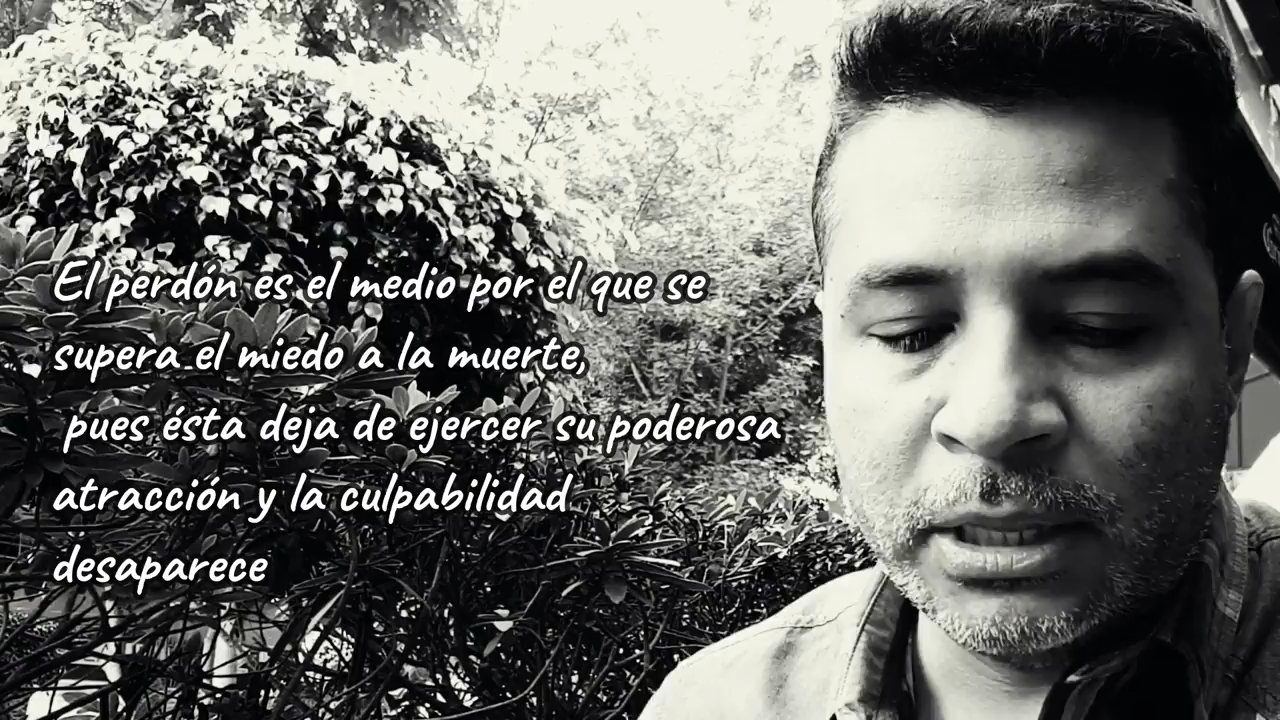 El perdón es el medio por el que se
supera el miedo a la muerte,
pues ésta deja de ejercer su poderosa
atracción y la culpabilidad
desaparece